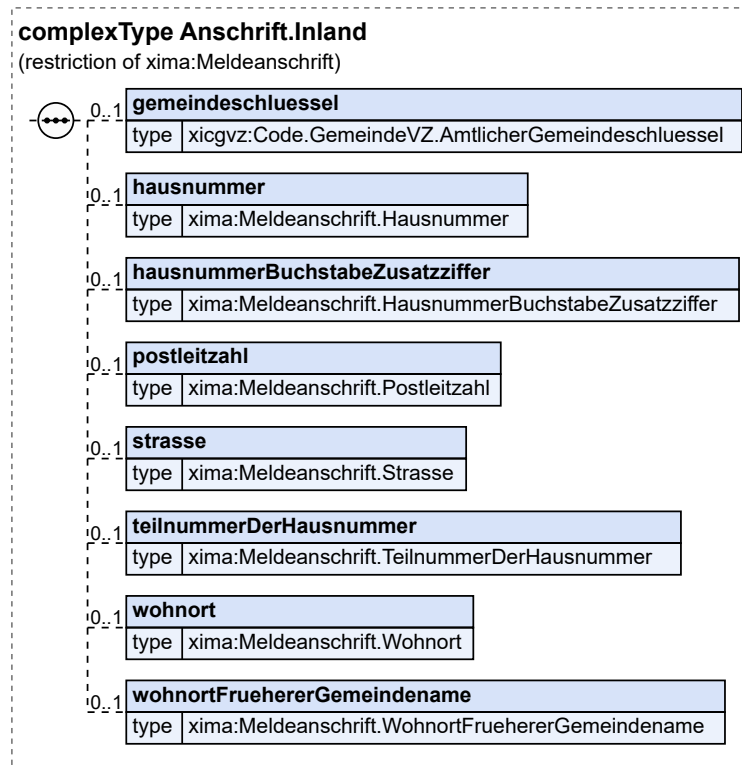 complexType Anschrift.Inland
(restriction of xima:Meldeanschrift)
0..1 gemeindeschluessel
type xicgvz:Code.GemeindeVZ.AmtlicherGemeindeschluessel
0..1 hausnummer
type xima:Meldeanschrift.Hausnummer
0..1 hausnummerBuchstabeZusatzziffer
type xima:Meldeanschrift.HausnummerBuchstabeZusatzziffer
0..1 postleitzahl
type xima:Meldeanschrift.Postleitzahl
0..1 strasse
type xima:Meldeanschrift.Strasse
0..1 teilnummerDerHausnummer
type xima:Meldeanschrift.TeilnummerDerHausnummer
0..1 wohnort
type xima:Meldeanschrift.Wohnort
0..1 wohnortFruehererGemeindename
type xima:Meldeanschrift.WohnortFruehererGemeindename